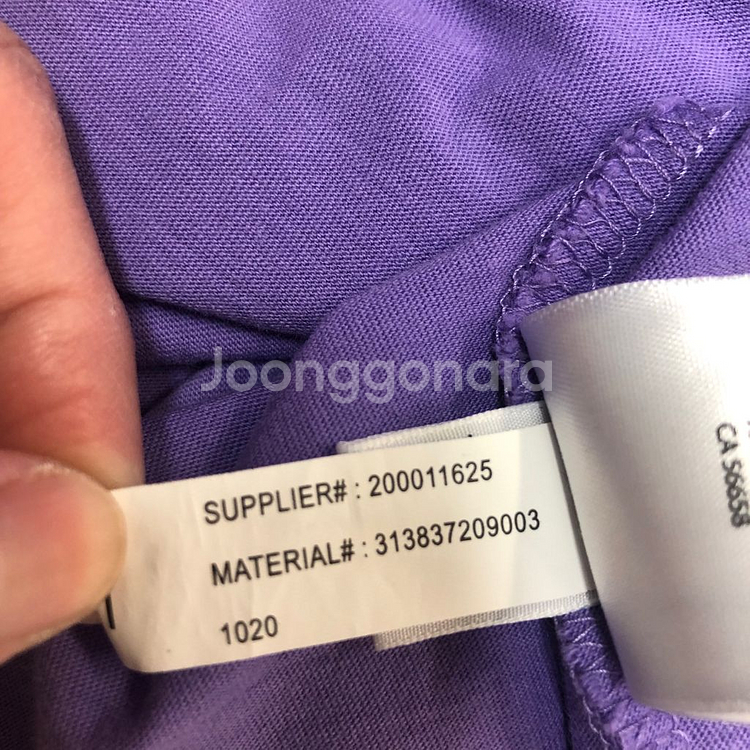 Joonggonara
SUPPLIER# : 200011625
MATERIAL# : 313837209003
1020
CA 56658